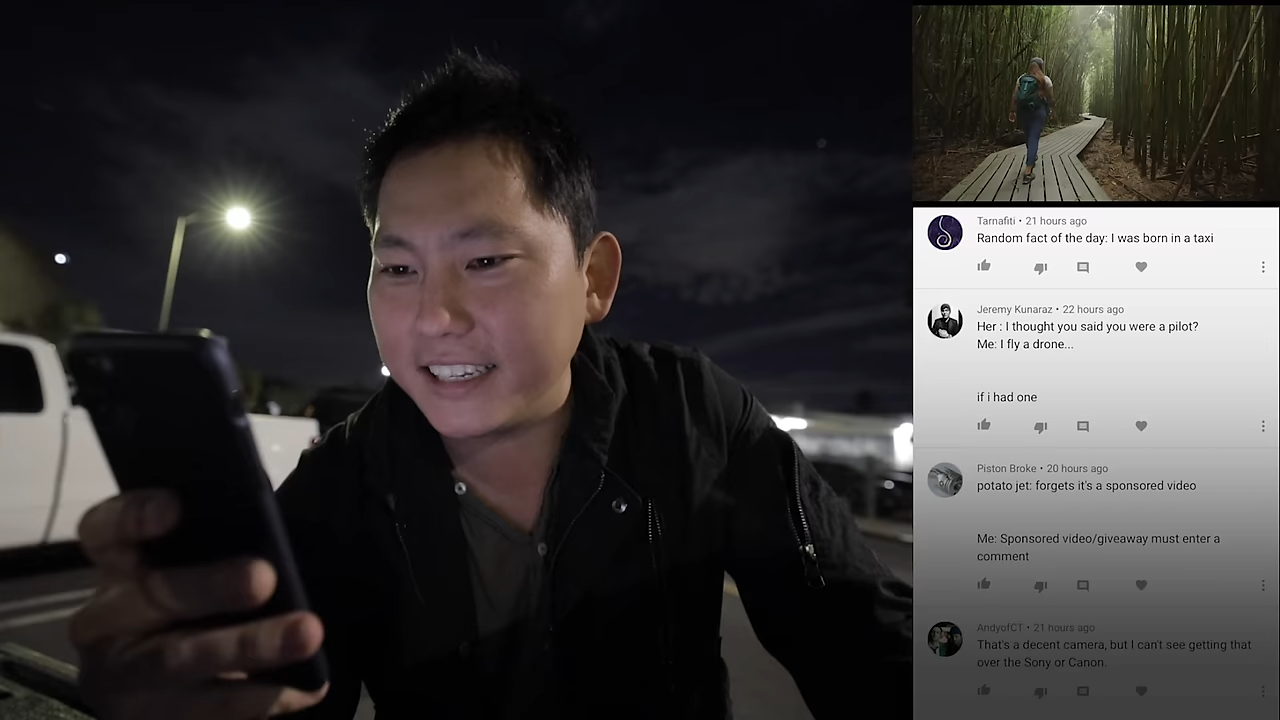 Tarnafiti • 21 hours ago
Random fact of the day: I was born in a taxi
Jeremy Kunaraz • 22 hours ago
Her : I thought you said you were a pilot?
Me: I fly a drone...
if i had one
Piston Broke • 20 hours ago
potato jet: forgets it's a sponsored video
Me: Sponsored video/giveaway must enter a
comment
AndyofCT • 21 hours ago
That's a decent camera, but I can't see getting that
over the Sony or Canon.